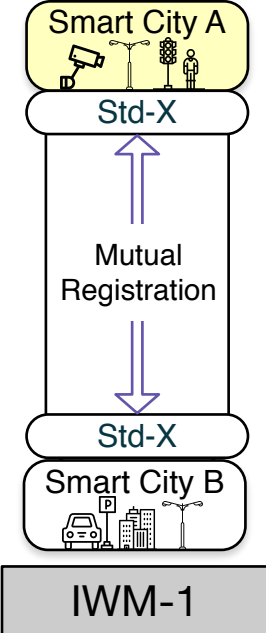 Smart City A
Std-X
Mutual
Registration
Std-X
Smart City B
P
IWM-1